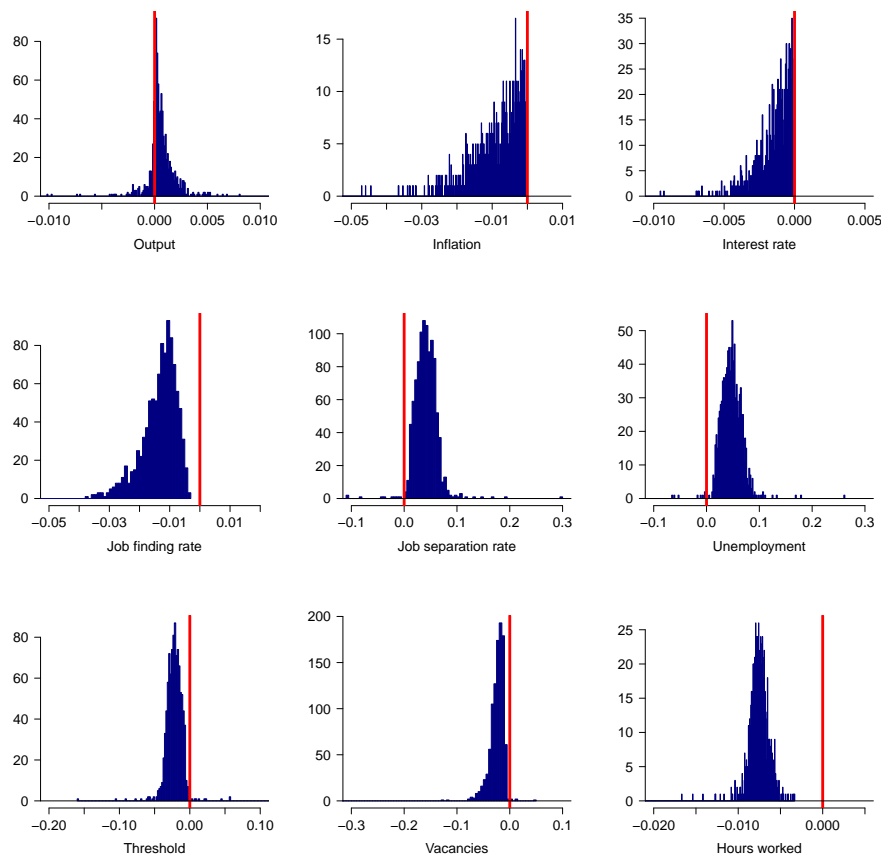 80
60
40
20
0
−0.010 0.000 0.005 0.010
Output
15
10
5
0
−0.05 −0.03 −0.01 0.01
Inflation
35
30
25
20
15
10
5
0
−0.010 −0.005 0.000 0.005
Interest rate
80
60
40
20
0
−0.05 −0.03 −0.01 0.01
Job finding rate
100
80
60
40
20
0
−0.1 0.0 0.1 0.2 0.3
Job separation rate
50
40
30
20
10
0
−0.1 0.0 0.1 0.2 0.3
Unemployment
80
60
40
20
0
−0.20 −0.10 0.00 0.10
Threshold
200
150
100
50
0
−0.3 −0.1 0.0 0.1
Vacancies
25
20
15
10
5
0
−0.020 −0.010 0.000
Hours worked